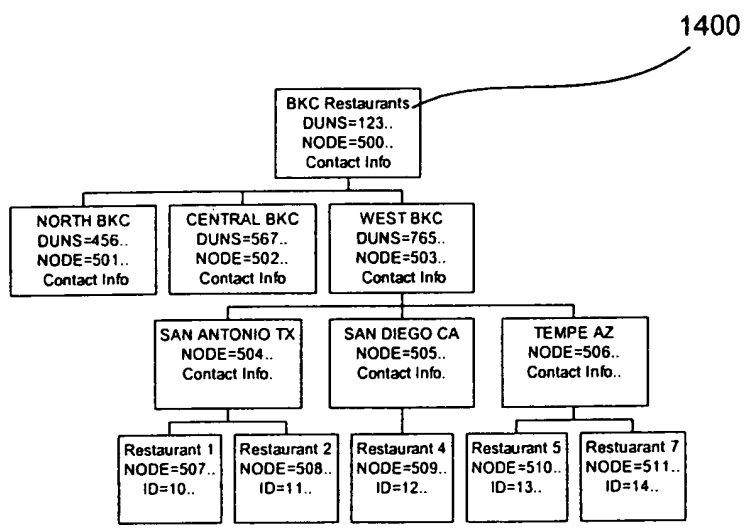 1400
BKC Restaurants
DUNS=123..
NODE=500..
Contact Info
NORTH BKC
DUNS=456..
NODE=501..
Contact Info
CENTRAL BKC
DUNS=567..
NODE=502..
Contact Info
WEST BKC
DUNS=765..
NODE=503..
Contact Info
SAN ANTONIO TX
NODE=504..
Contact Info.
SAN DIEGO CA
NODE=505..
Contact Info.
TEMPE AZ
NODE=506..
Contact Info..
Restaurant 1
NODE=507..
ID=10..
Restaurant 2
NODE=508..
ID=11..
Restaurant 4
NODE=509..
ID=12..
Restaurant 5
NODE=510..
ID=13..
Restuarant 7
NODE=511..
ID=14..